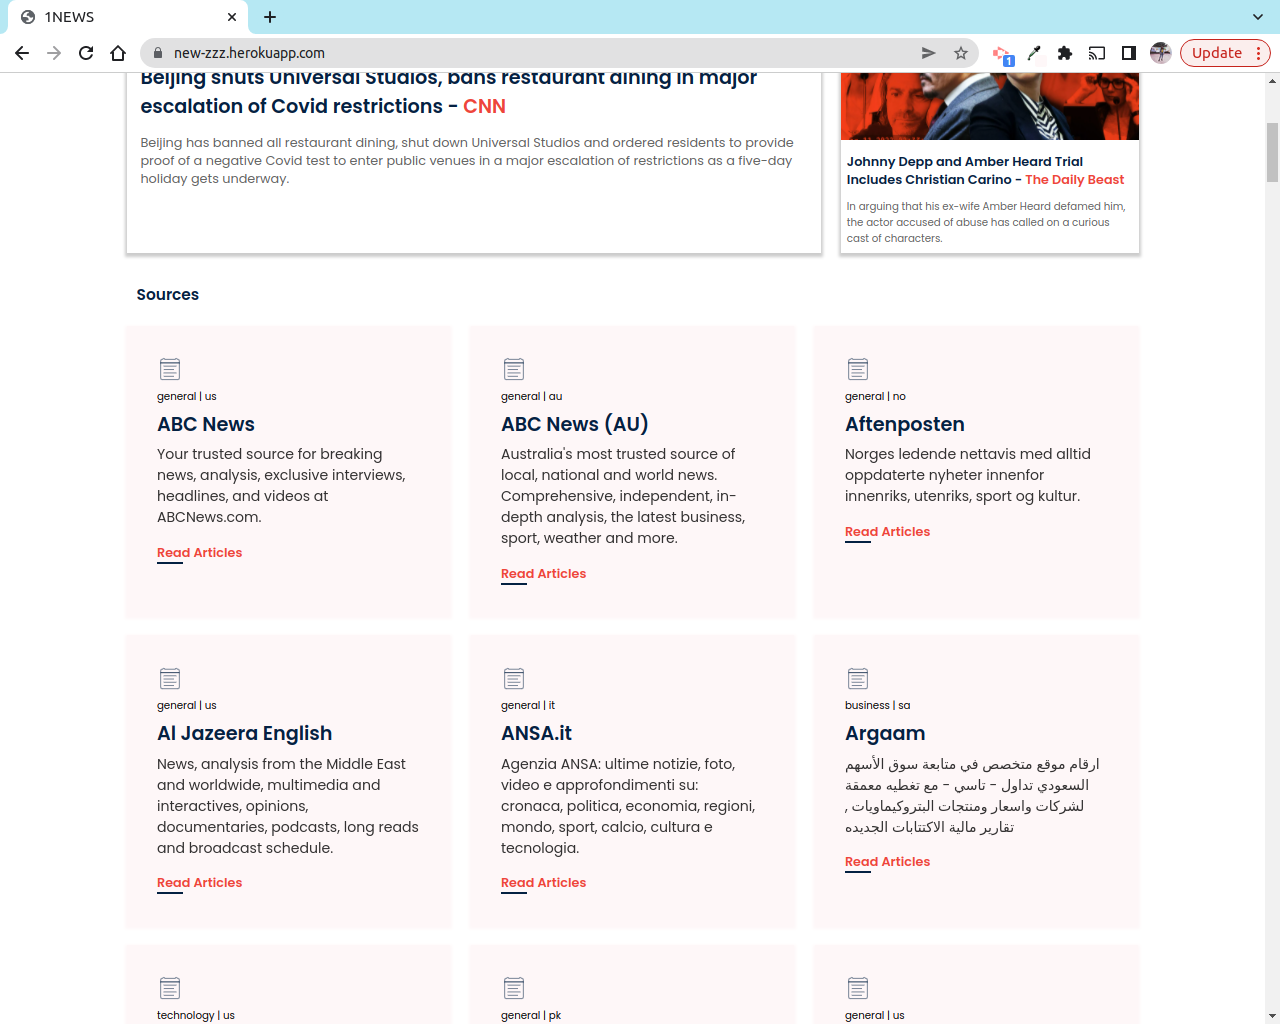 1NEWS
new-zzz.herokuapp.com
1
Update
Beijing shuts Universal Studios, bans restaurant dining in major
escalation of Covid restrictions - CNN
Beijing has banned all restaurant dining, shut down Universal Studios and ordered residents to provide
proof of a negative Covid test to enter public venues in a major escalation of restrictions as a five-day
holiday gets underway.
Johnny Depp and Amber Heard Trial
Includes Christian Carino - The Daily Beast
In arguing that his ex-wife Amber Heard defamed him,
the actor accused of abuse has called on a curious
cast of characters.
Sources
general | us
ABC News
Your trusted source for breaking
news, analysis, exclusive interviews,
headlines, and videos at
ABCNews.com.
Read Articles
general | au
ABC News (AU)
Australia's most trusted source of
local, national and world news.
Comprehensive, independent, in-
depth analysis, the latest business,
sport, weather and more.
Read Articles
general | no
Aftenposten
Norges ledende nettavis med alltid
oppdaterte nyheter innenfor
innenriks, utenriks, sport og kultur.
Read Articles
general | us
Al Jazeera English
News, analysis from the Middle East
and worldwide, multimedia and
interactives, opinions,
documentaries, podcasts, long reads
and broadcast schedule.
Read Articles
general | it
ANSA.it
Agenzia ANSA: ultime notizie, foto,
video e approfondimenti su:
cronaca, politica, economia, regioni,
mondo, sport, calcio, cultura e
tecnologia.
Read Articles
business | sa
Argaam
ارقام موقع متخصص في متابعة سوق الأسهم
السعودي تداول - تاسي - مع تغطيه معمقة
لشركات واسعار ومنتجات البتروكيماويات ,
تقارير مالية الاكتتابات الجديده
Read Articles
technology | us
general | pk
general | us